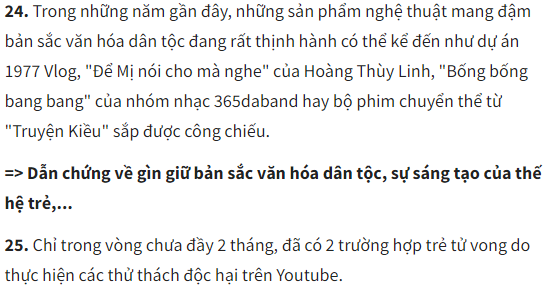 24. Trong những năm gần đây, những sản phẩm nghệ thuật mang đậm
bản sắc văn hóa dân tộc đang rất thịnh hành có thể kể đến như dự án
1977 Vlog, "Để Mị nói cho mà nghe" của Hoàng Thùy Linh, "Bống bống
bang bang" của nhóm nhạc 365daband hay bộ phim chuyển thể từ
"Truyện Kiều" sắp được công chiếu.
=> Dẫn chứng về gìn giữ bản sắc văn hóa dân tộc, sự sáng tạo của thế
hệ trẻ,...
25. Chỉ trong vòng chưa đầy 2 tháng, đã có 2 trường hợp trẻ tử vong do
thực hiện các thử thách độc hại trên Youtube.